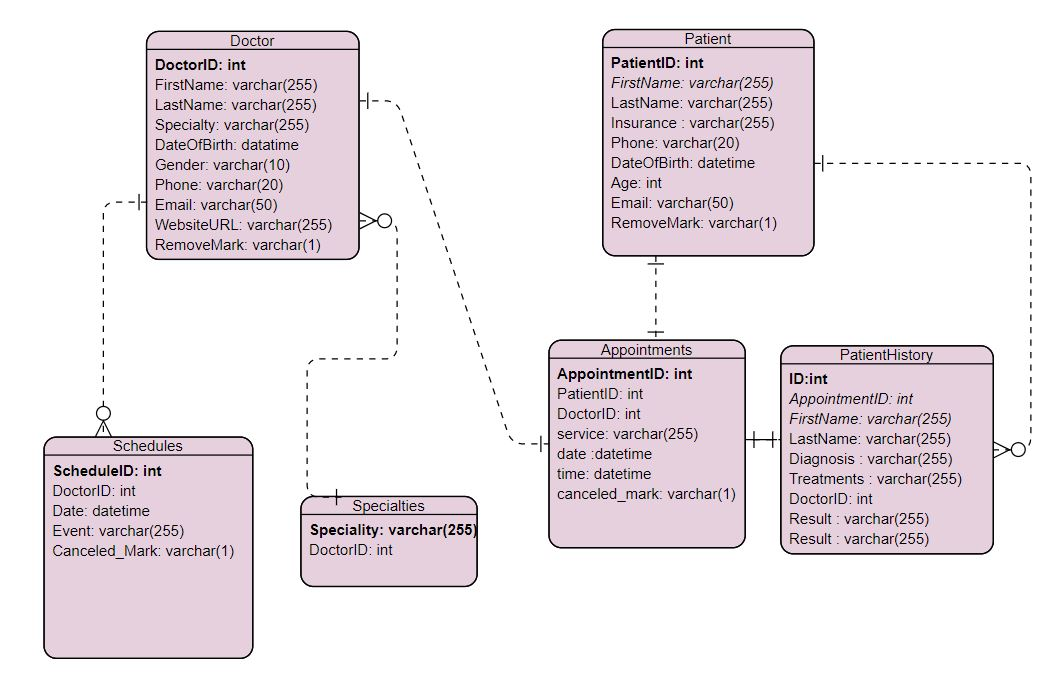 Doctor
DoctorID: int
FirstName: varchar(255)
LastName: varchar(255)
Specialty: varchar(255)
DateOfBirth: datatime
Gender: varchar(10)
Phone: varchar(20)
Email: varchar(50)
WebsiteURL: varchar(255)
RemoveMark: varchar(1)
Patient
PatientID: int
FirstName: varchar(255)
LastName: varchar(255)
Insurance : varchar(255)
Phone: varchar(20)
DateOfBirth: datetime
Age: int
Email: varchar(50)
RemoveMark: varchar(1)
Schedules
ScheduleID: int
DoctorID: int
Date: datetime
Event: varchar(255)
Canceled_Mark: varchar(1)
Specialties
Speciality: varchar(255)
DoctorID: int
Appointments
AppointmentID: int
PatientID: int
DoctorID: int
service: varchar(255)
date :datetime
time: datetime
canceled_mark: varchar(1)
PatientHistory
ID:int
AppointmentID: int
FirstName: varchar(255)
LastName: varchar(255)
Diagnosis : varchar(255)
Treatments : varchar(255)
DoctorID: int
Result : varchar(255)
Result : varchar(255)